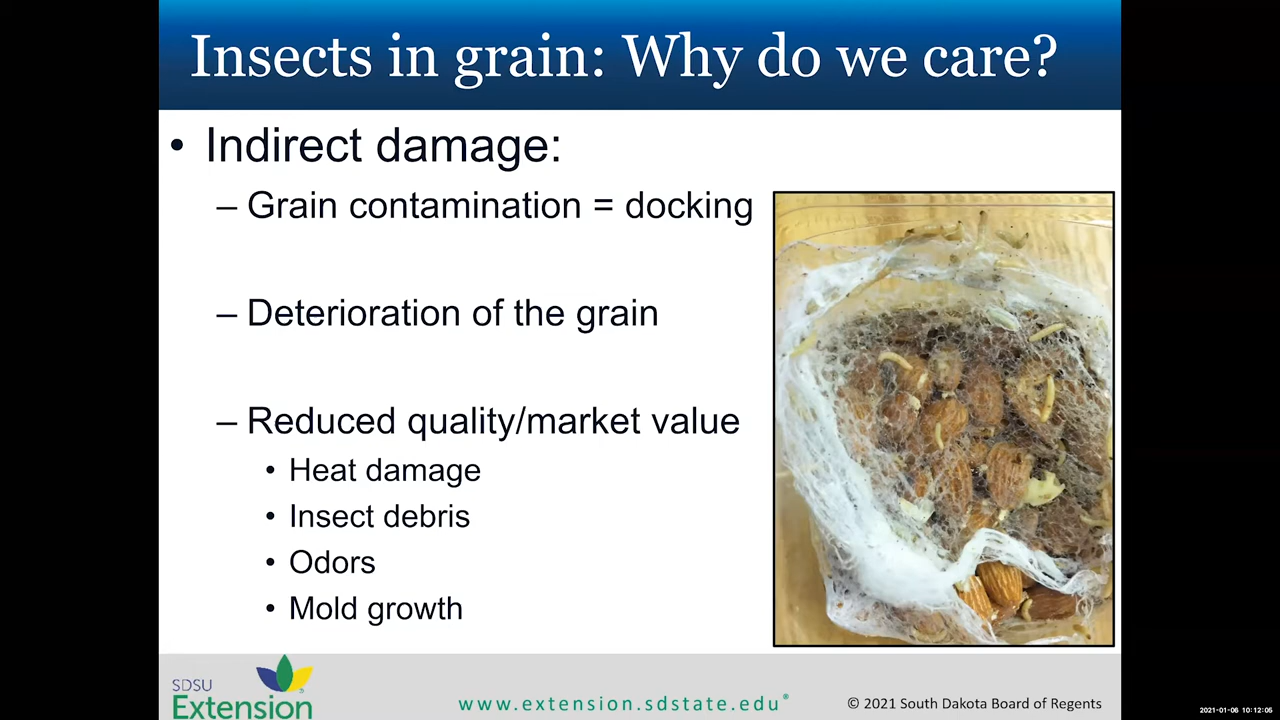 Insects in grain: Why do we care?
• Indirect damage:
– Grain contamination = docking
– Deterioration of the grain
– Reduced quality/market value
• Heat damage
• Insect debris
• Odors
• Mold growth
SDSU
Extension
www.extension.sdstate.edu®
© 2021 South Dakota Board of Regents
2021-01-06 10:12:05